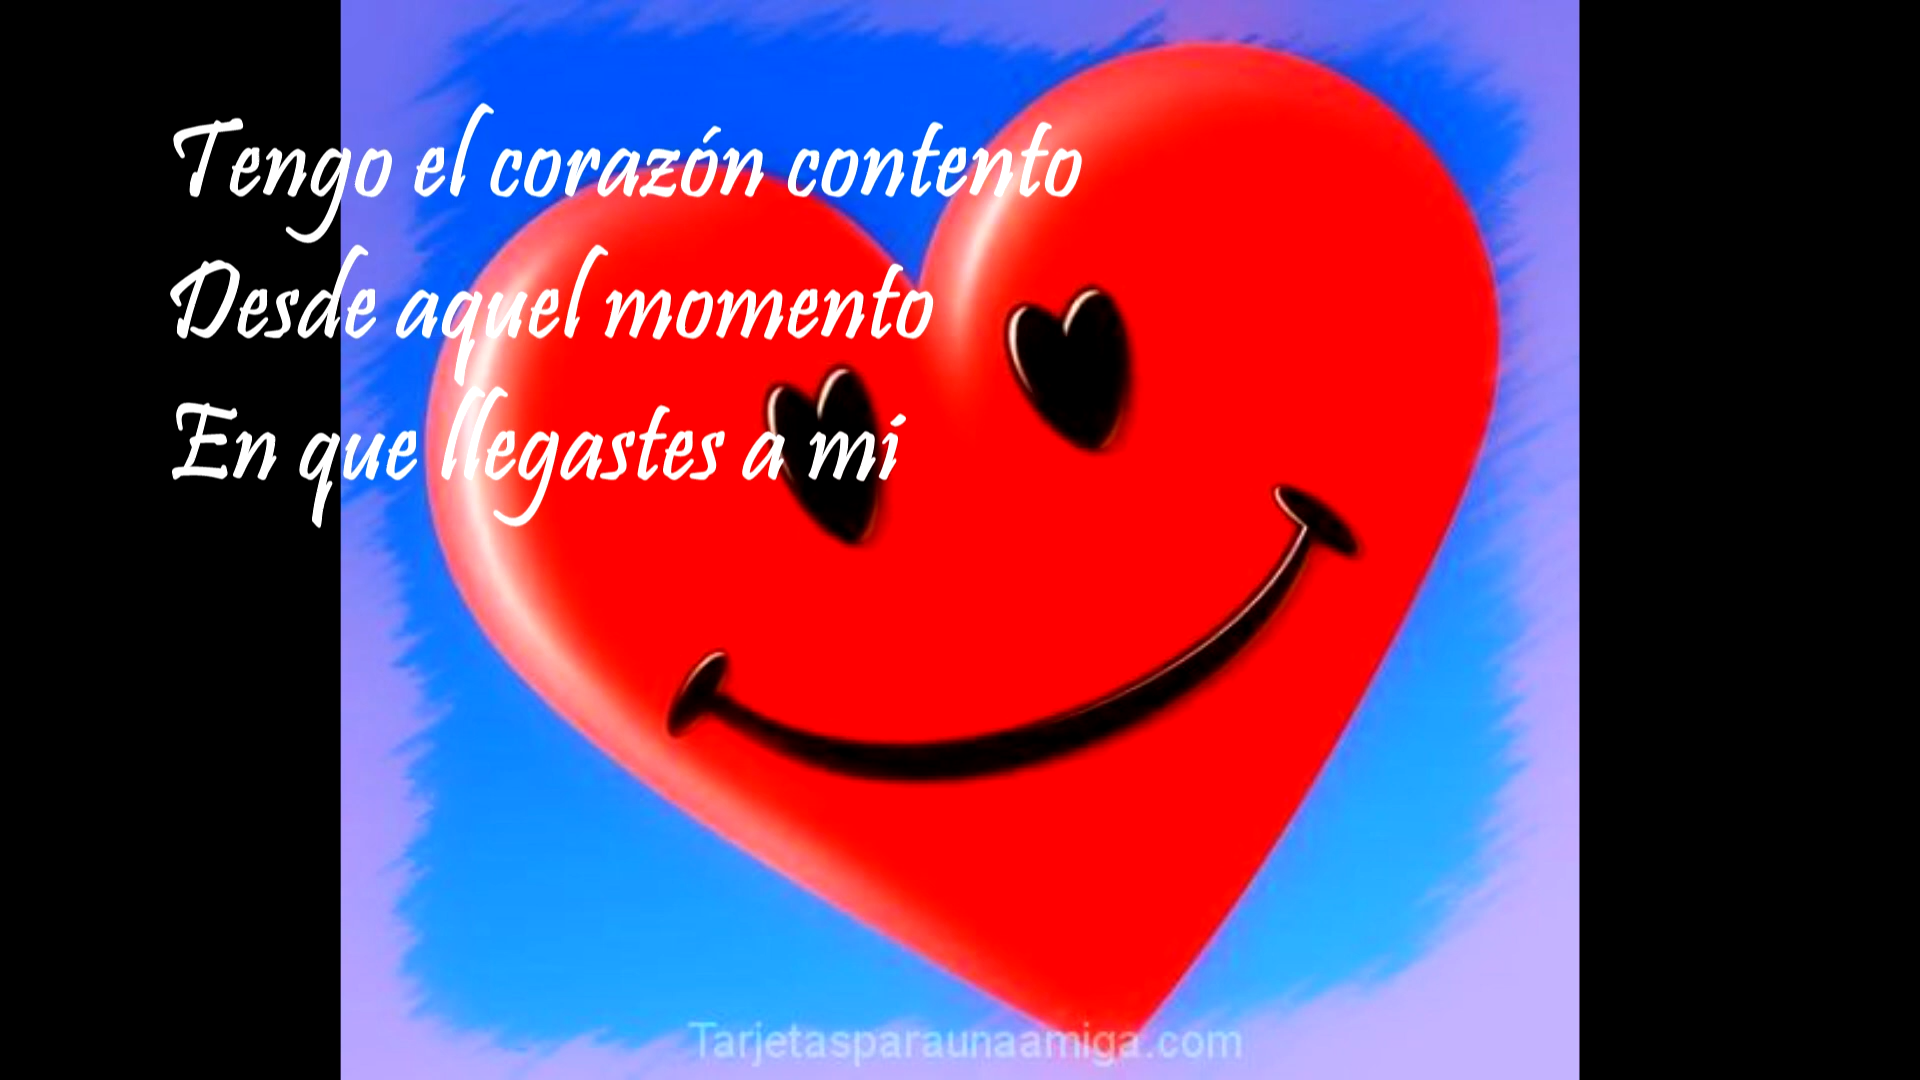 Tengo el corazón contento
Desde aquel momento
En que llegastes a mi
Tarjetasparaunaamiga.com